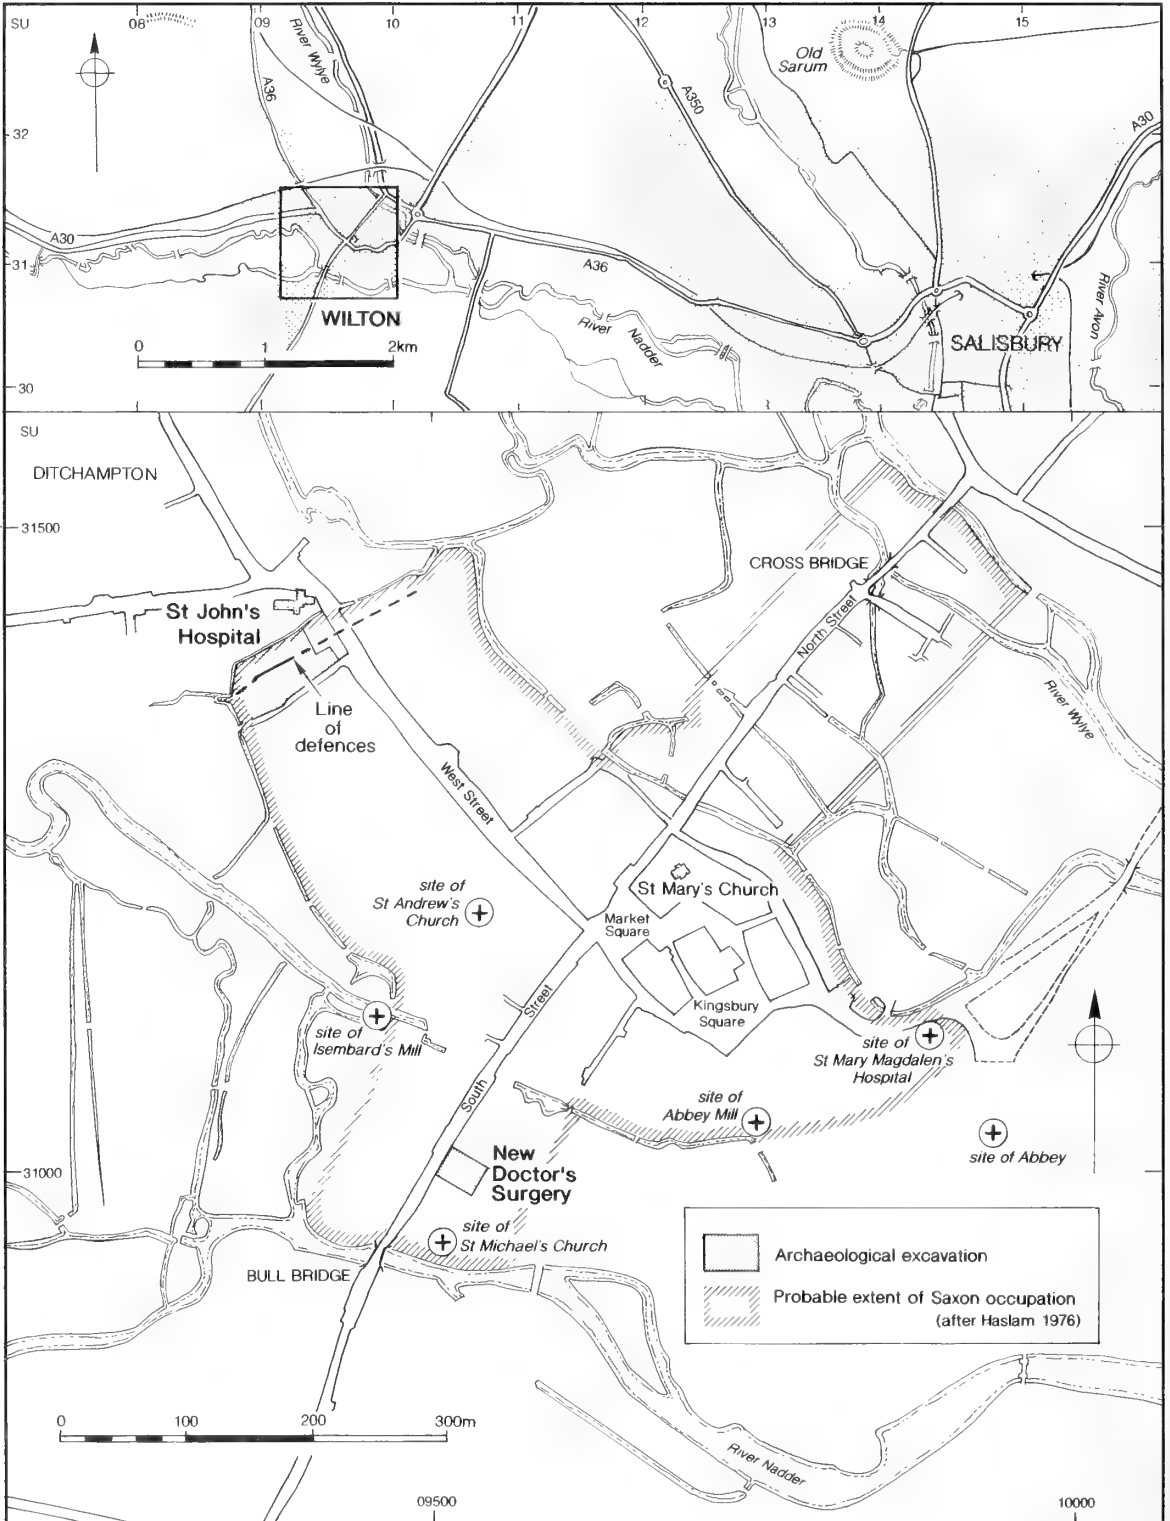 SU
08
09
10
11
12
13
14
15
River Wylye
A36
Old
Sarum
A350
A30
32
A30
31
A36
WILTON
River Nadder
SALISBURY
River Avon
0 1 2km
30
SU
DITCHAMPTON
31500
CROSS BRIDGE
St John's
Hospital
North Street
River Wylye
Line
of
defences
West Street
site of
St Andrew's
Church
St Mary's Church
Market
Square
Kingsbury
Square
South Street
site of
Isembard's Mill
site of
St Mary Magdalen's
Hospital
site of
Abbey Mill
site of Abbey
New
Doctor's
Surgery
31000
site of
St Michael's Church
BULL BRIDGE
Archaeological excavation
Probable extent of Saxon occupation
(after Haslam 1976)
0 100 200 300m
River Nadder
09500
10000